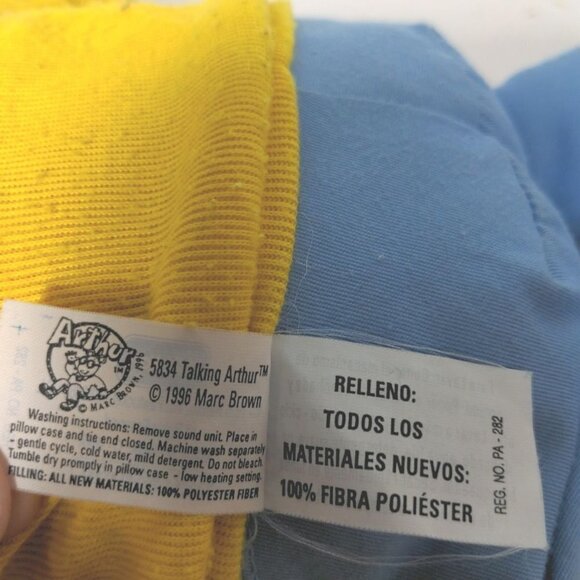 Arthur™
© MARC BROWN, 1996
5834 Talking Arthur™
© 1996 Marc Brown
Washing instructions: Remove sound unit. Place in
pillow case and tie end closed. Machine wash separately
- gentle cycle, cold water, mild detergent. Do not bleach.
Tumble dry promptly in pillow case - low heating setting.
FILLING: ALL NEW MATERIALS: 100% POLYESTER FIBER
RELLENO:
TODOS LOS
MATERIALES NUEVOS:
100% FIBRA POLIÉSTER
REG. NO. PA - 282